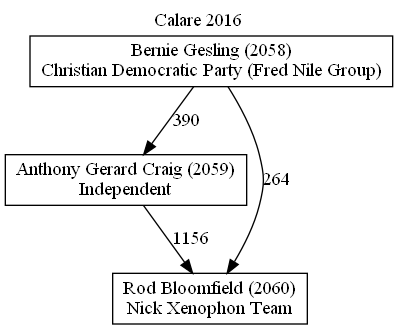 Calare 2016
Bernie Gesling (2058)
Christian Democratic Party (Fred Nile Group)
390
Anthony Gerard Craig (2059)
Independent
264
1156
Rod Bloomfield (2060)
Nick Xenophon Team